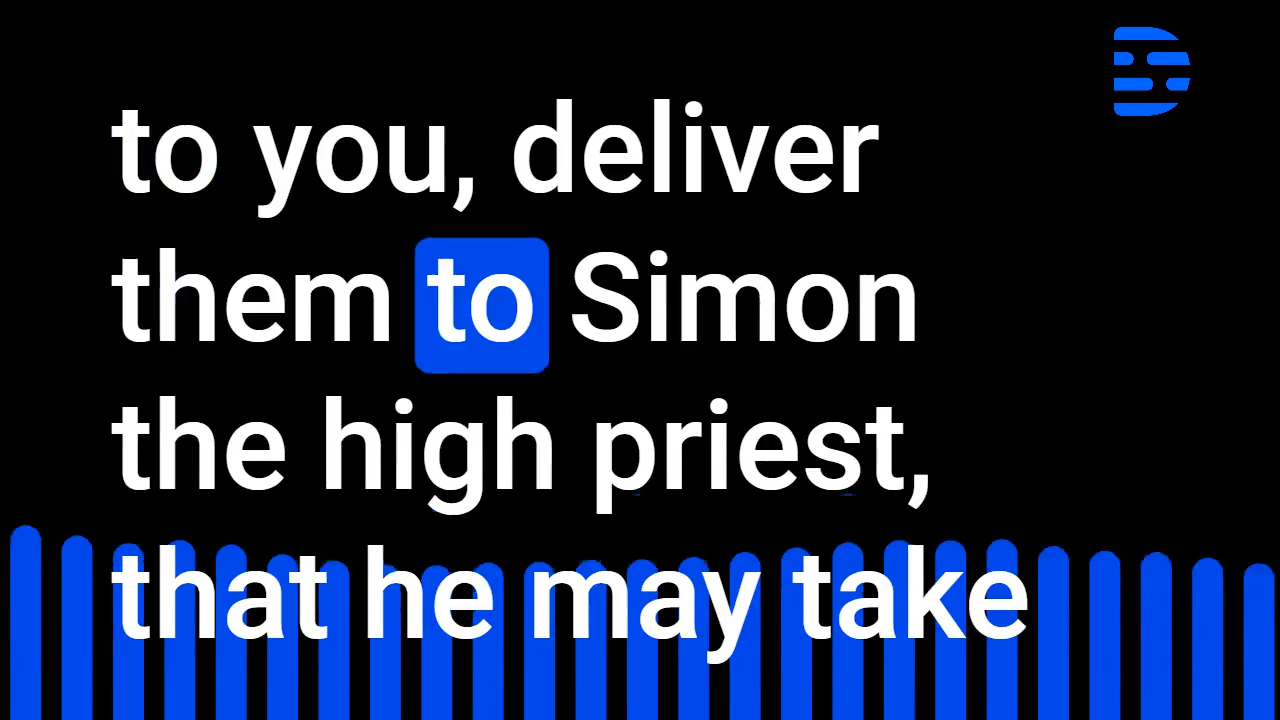 to you, deliver
them to Simon
the high priest,
that he may take